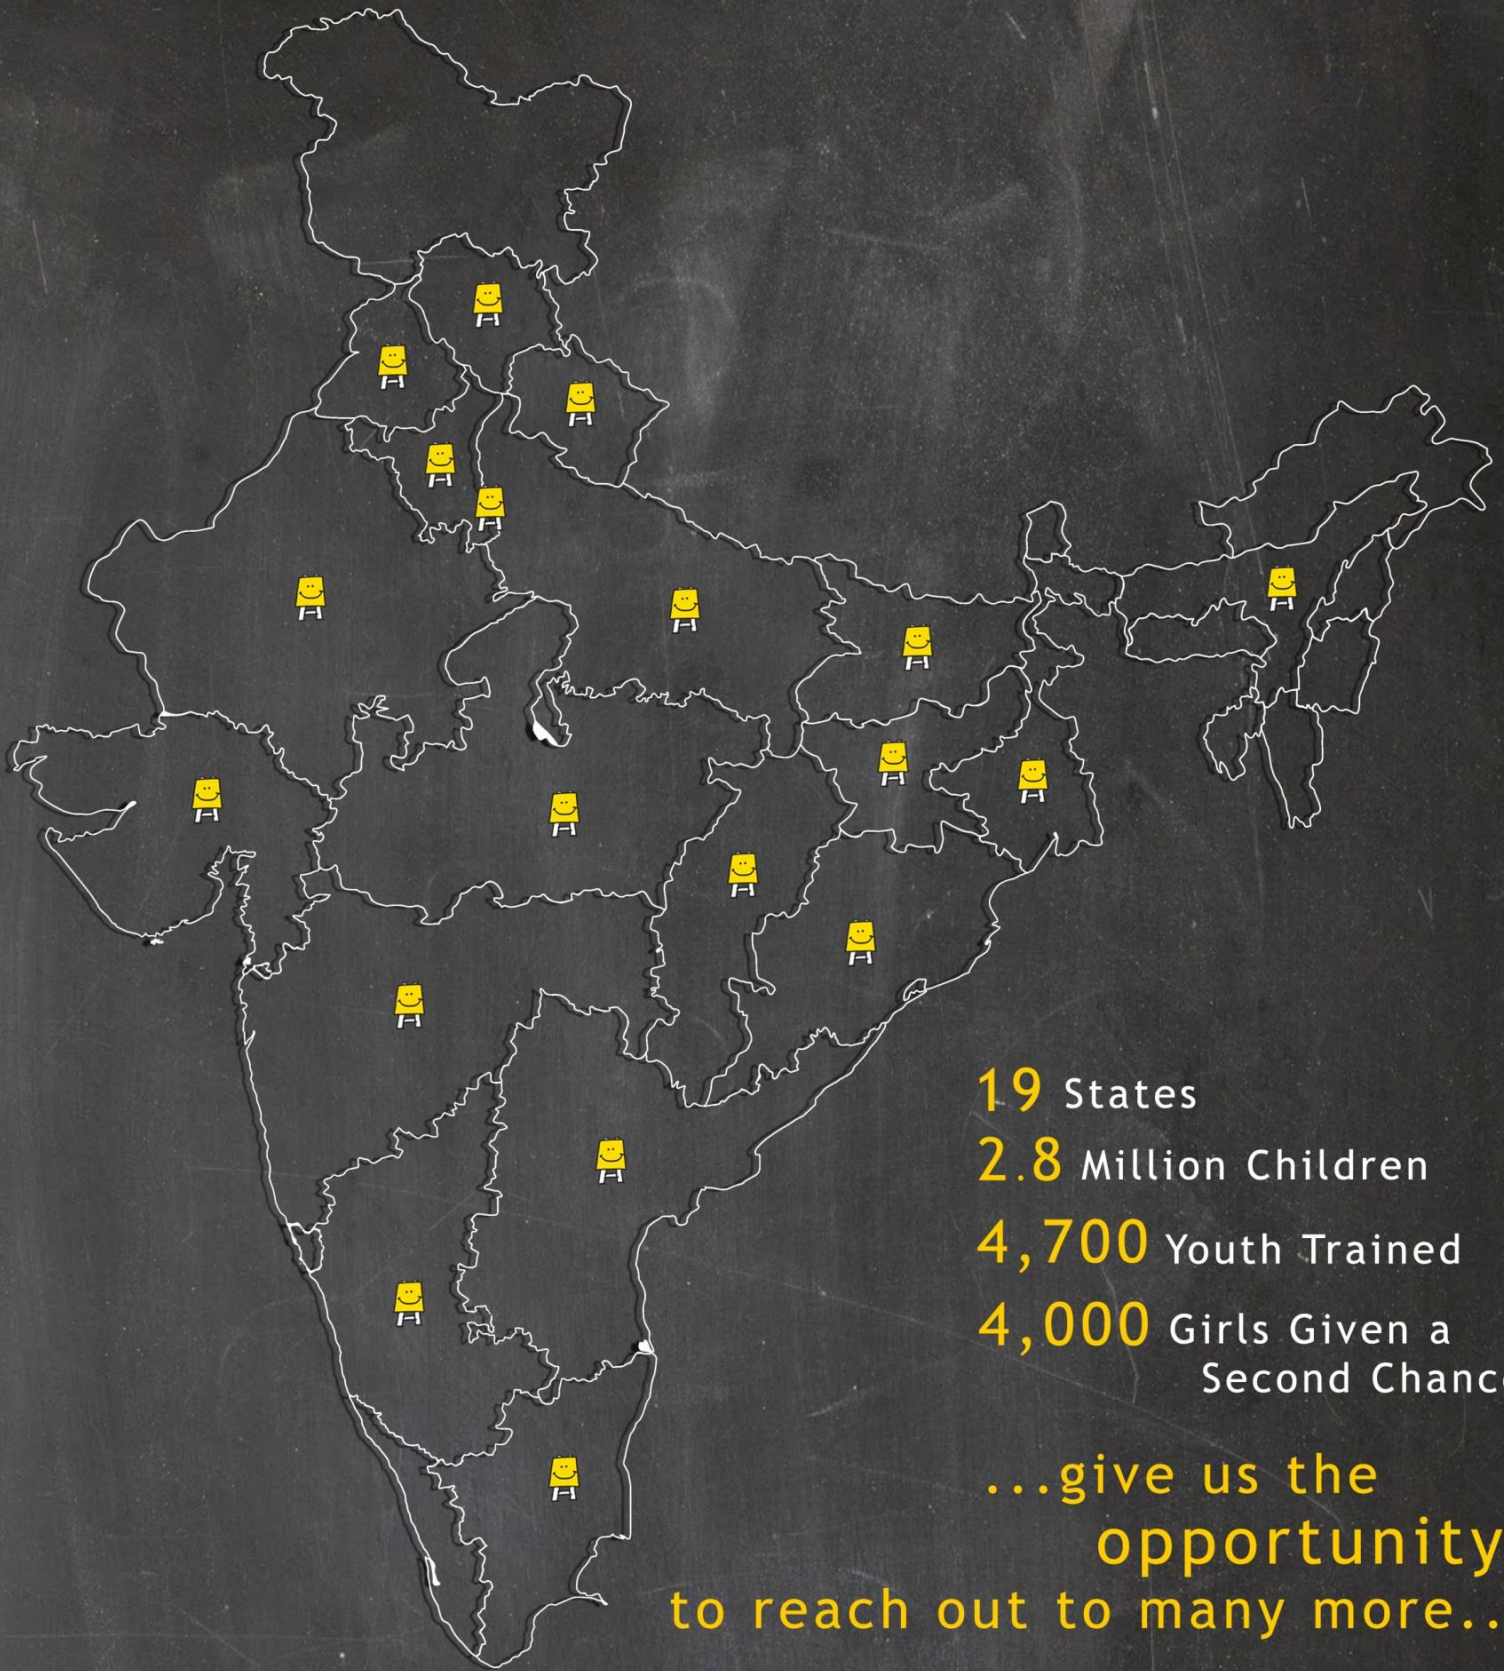 19 States
2.8 Million Children
4,700 Youth Trained
4,000 Girls Given a
Second Chance
...give us the
opportunity
to reach out to many more..